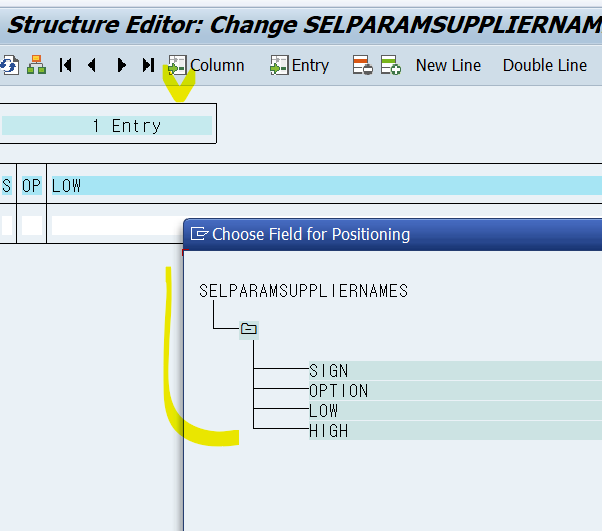 Structure Editor: Change SELPARAMSUPPLIERNAM
Column Entry New Line Double Line
1 Entry
S OP LOW
Choose Field for Positioning
SELPARAMSUPPLIERNAMES
SIGN
OPTION
LOW
HIGH